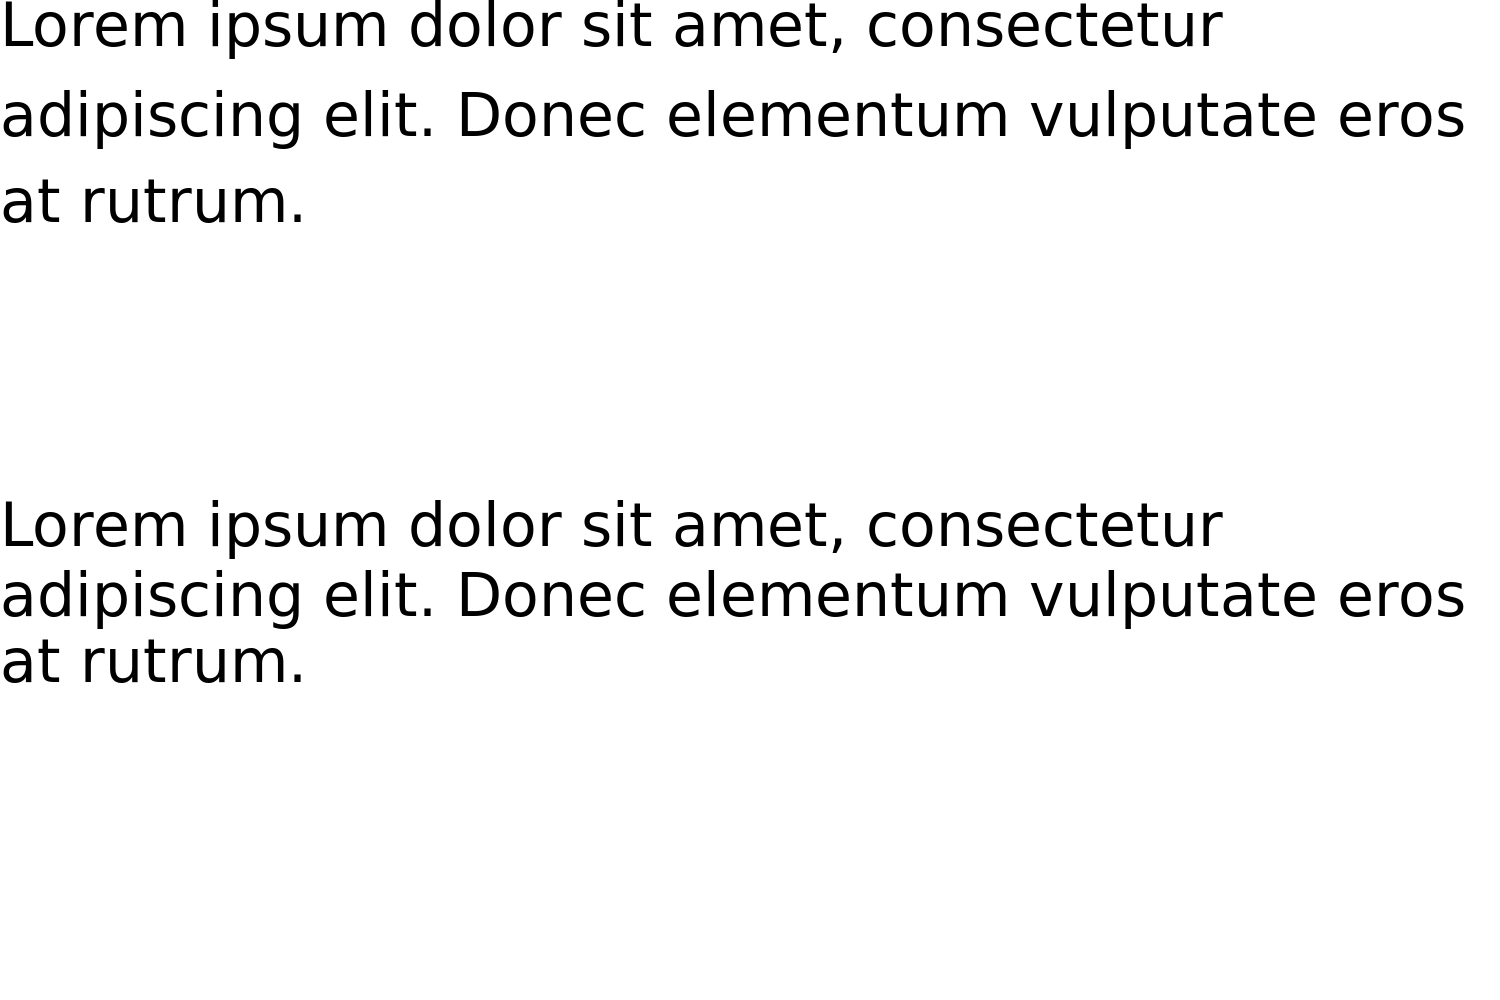 Lorem ipsum dolor sit amet, consectetur
adipiscing elit. Donec elementum vulputate eros
at rutrum.
Lorem ipsum dolor sit amet, consectetur
adipiscing elit. Donec elementum vulputate eros
at rutrum.